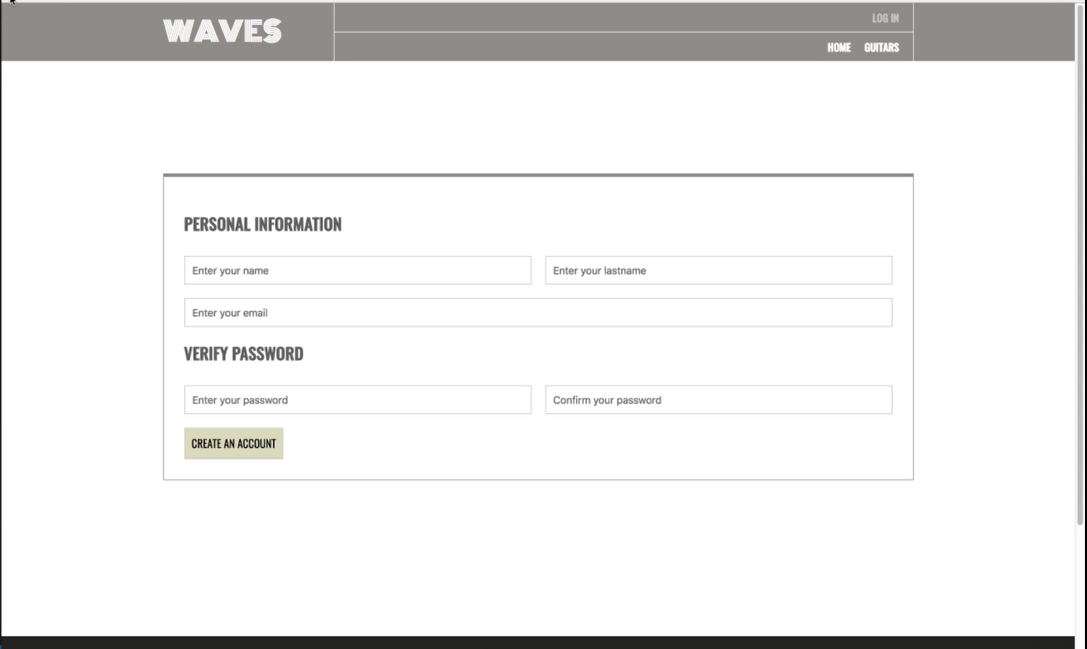 WAVES
LOG IN
HOME GUITARS
PERSONAL INFORMATION
Enter your name Enter your lastname
Enter your email
VERIFY PASSWORD
Enter your password Confirm your password
CREATE AN ACCOUNT